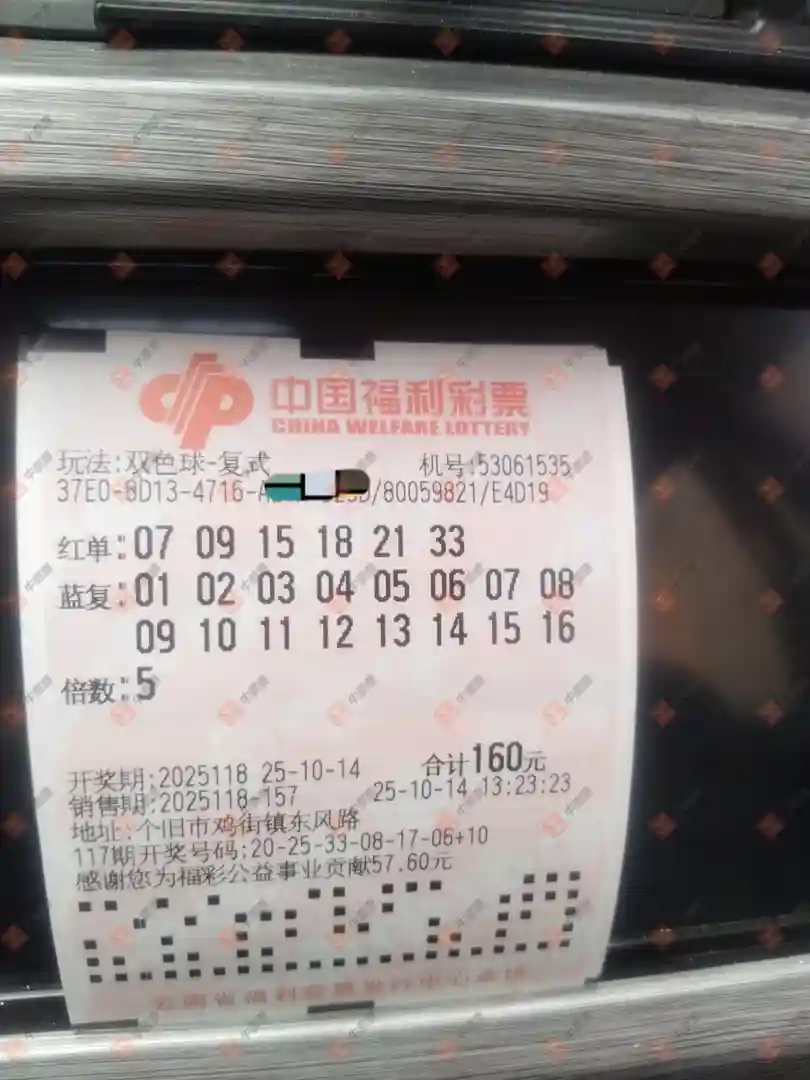 中国福利彩票
CHINA WELFARE LOTTERY
玩法:双色球-复式 机号:53061535
37E0-8D13-4716- /80059821/E4D19
红单:07 09 15 18 21 33
蓝复:01 02 03 04 05 06 07 08
09 10 11 12 13 14 15 16
倍数:5
合计160元
开奖期:2025118 25-10-14
销售期:2025118-157 25-10-14 13:23:23
地址:个旧市鸡街镇东风路
117期开奖号码:20-25-33-08-17-06+10
感谢您为福彩公益事业贡献57.60元